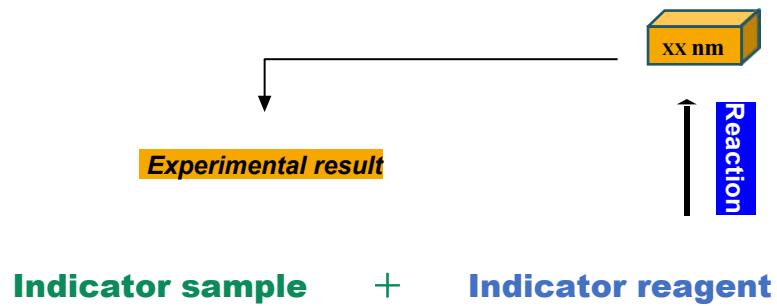 xx nm
Reaction
Experimental result
Indicator sample + Indicator reagent